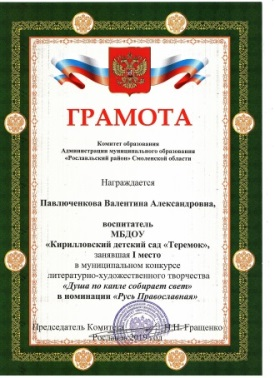 ГРАМОТА
Комитет образования
Администрации муниципального образования
«Рославльский район» Смоленской области
Награждается
Павлюченкова Валентина Александровна,
воспитатель
МБДОУ
«Кирилловский детский сад «Теремок»,
занявшая I место
в муниципальном конкурсе
литературно-художественного творчества
«Душа по капле собирает свет»
в номинации «Русь Православная»
Председатель Комитета Н.Н. Гращенко
Рославль год